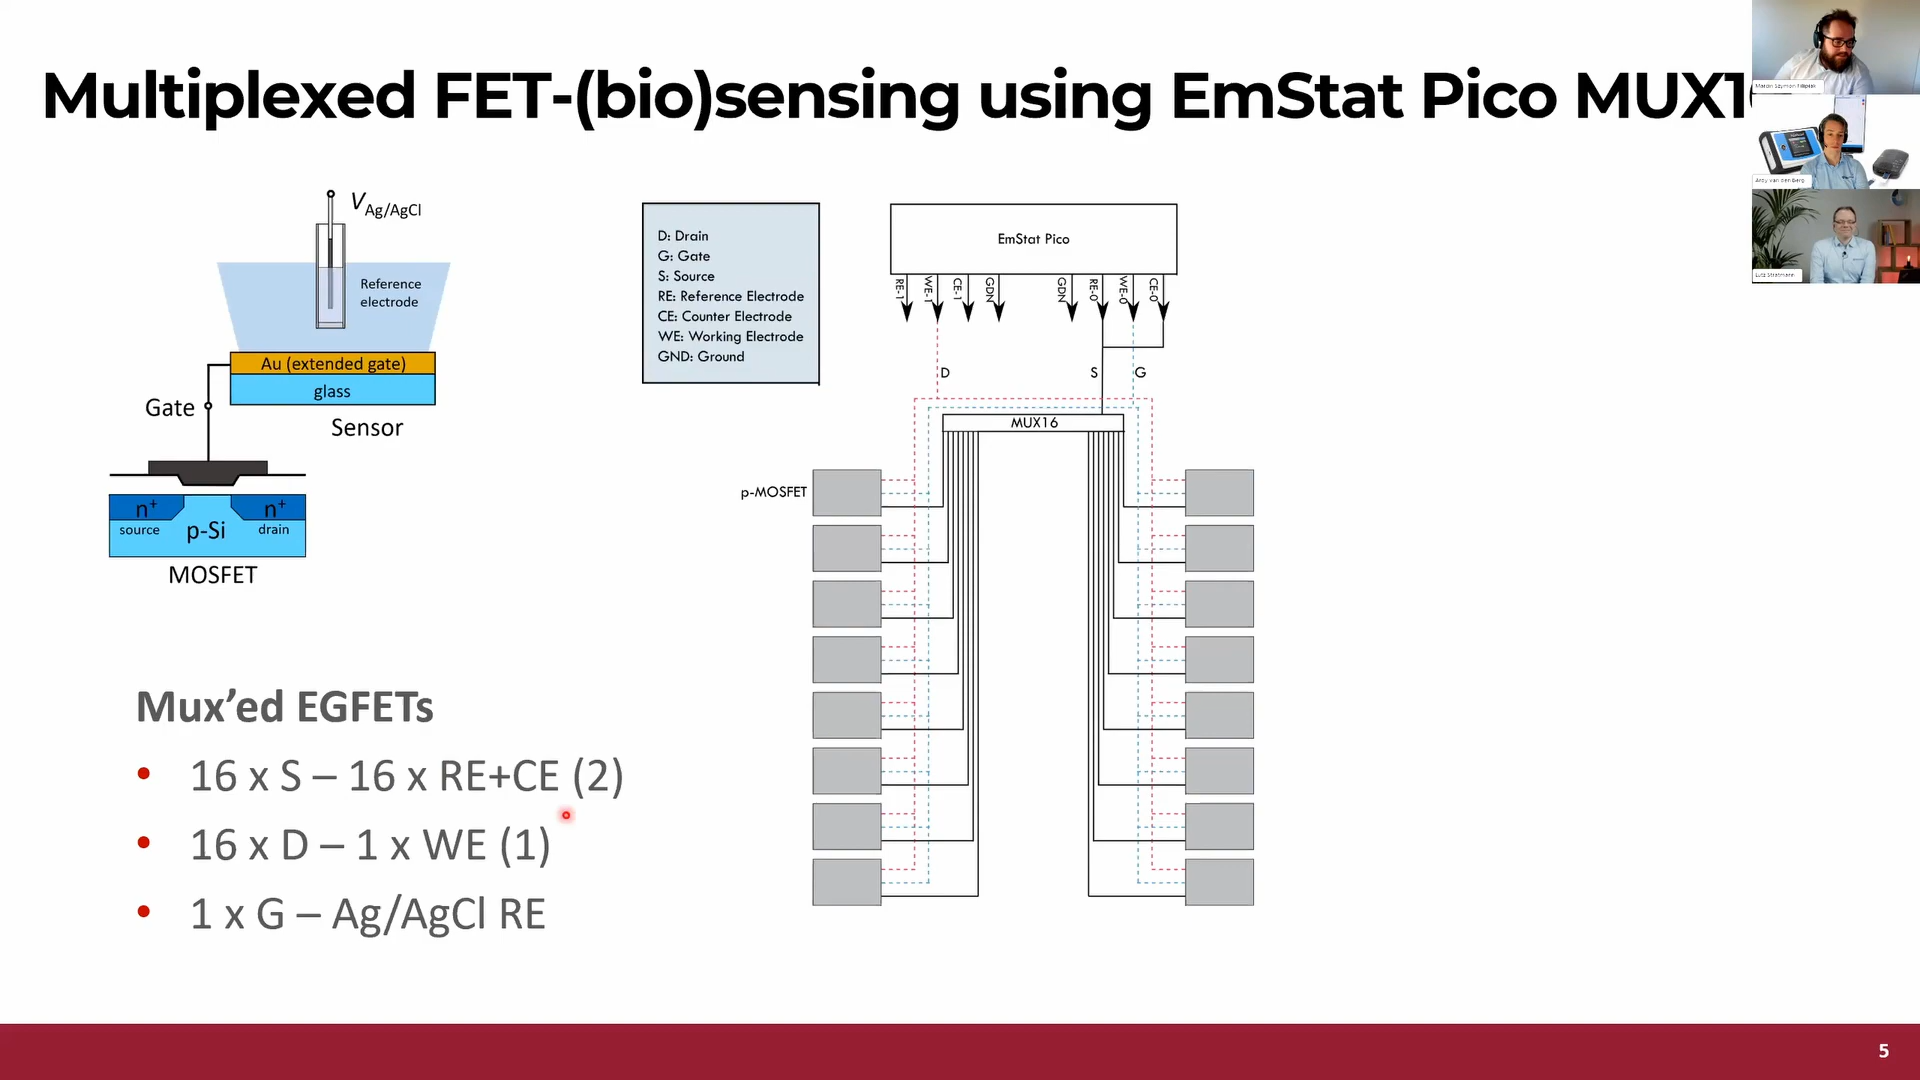 Multiplexed FET-(bio)sensing using EmStat Pico MUX1
V Ag/AgCl
Reference
electrode
Au (extended gate)
glass
Gate
Sensor
n+
n+
source
p-Si
drain
MOSFET
D: Drain
G: Gate
S: Source
RE: Reference Electrode
CE: Counter Electrode
WE: Working Electrode
GND: Ground
EmStat Pico
RE-1
WE-1
CE-1
GDN
GDN
RE-0
WE-0
CE-0
D
S
G
MUX16
p-MOSFET
Mux’ed EGFETs
• 16 x S – 16 x RE+CE (2)
• 16 x D – 1 x WE (1)
• 1 x G – Ag/AgCl RE
5